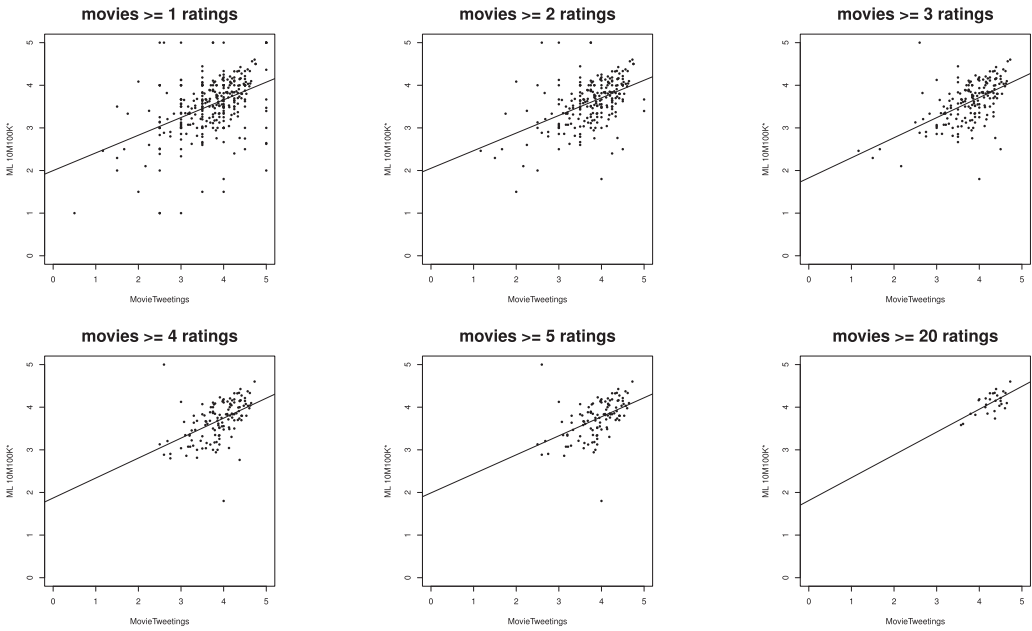 movies >= 1 ratings
ML 10M100K*
5
4
3
2
1
0
0 1 2 3 4 5
MovieTweetings
movies >= 2 ratings
ML 10M100K*
5
4
3
2
1
0
0 1 2 3 4 5
MovieTweetings
movies >= 3 ratings
ML 10M100K*
5
4
3
2
1
0
0 1 2 3 4 5
MovieTweetings
movies >= 4 ratings
ML 10M100K*
5
4
3
2
1
0
0 1 2 3 4 5
MovieTweetings
movies >= 5 ratings
ML 10M100K*
5
4
3
2
1
0
0 1 2 3 4 5
MovieTweetings
movies >= 20 ratings
ML 10M100K*
5
4
3
2
1
0
0 1 2 3 4 5
MovieTweetings